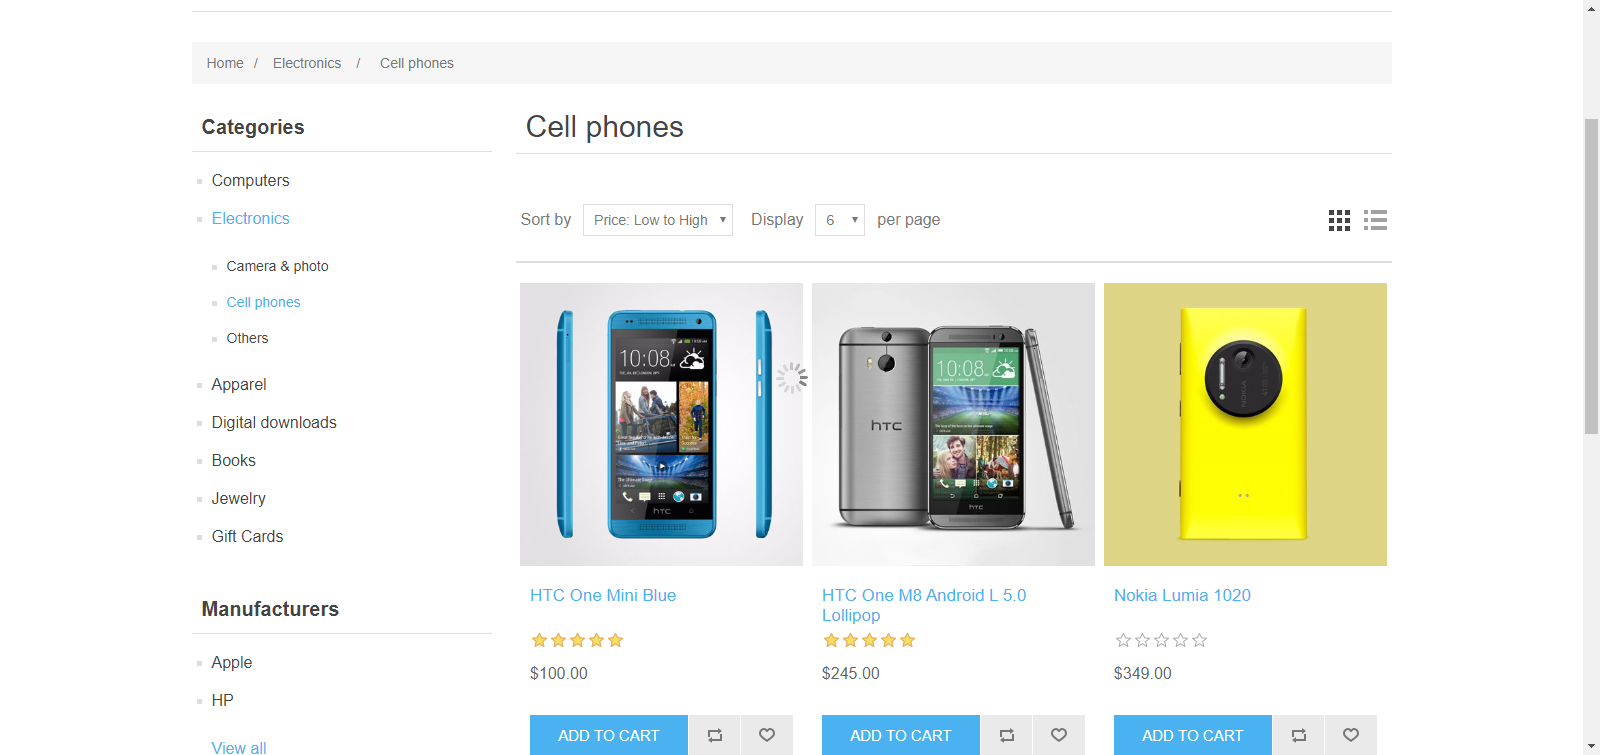 Home / Electronics / Cell phones
Categories
Computers
Electronics
Camera & photo
Cell phones
Others
Apparel
Digital downloads
Books
Jewelry
Gift Cards
Manufacturers
Apple
HP
View all
Cell phones
Sort by Price: Low to High Display 6 per page
10:08
hTC
hTC
10:08
hTC
NOKIA
HTC One Mini Blue
$100.00
ADD TO CART
HTC One M8 Android L 5.0
Lollipop
$245.00
ADD TO CART
Nokia Lumia 1020
$349.00
ADD TO CART